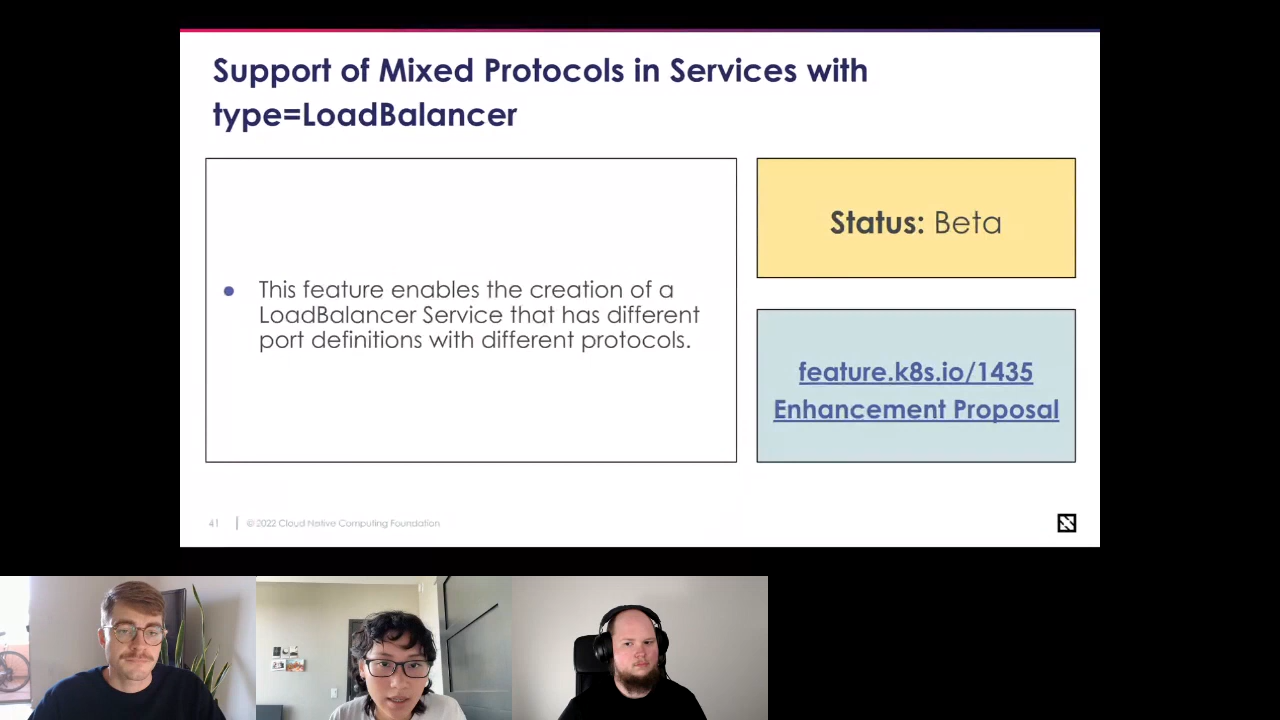 Support of Mixed Protocols in Services with
type=LoadBalancer
● This feature enables the creation of a
LoadBalancer Service that has different
port definitions with different protocols.
Status: Beta
feature.k8s.io/1435
Enhancement Proposal
41 | © 2022 Cloud Native Computing Foundation